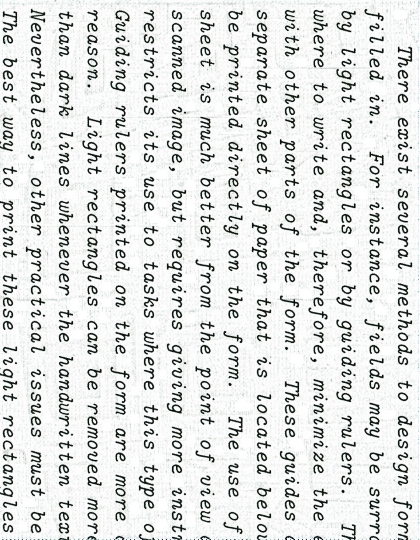 There exist several methods to design form
filled in. For instance, fields may be surro
by light rectangles or by guiding rulers. Th
where to write and, therefore, minimize the
with other parts of the form. These guides
separate sheet of paper that is located below
be printed directly on the form. The use of
sheet is much better from the point of view
scanned image, but requires giving more instr
restricts its use to tasks where this type of
Guiding rulers printed on the form are more
reason. Light rectangles can be removed more
than dark lines whenever the handwritten text
Nevertheless, other practical issues must be
The best way to print these light rectangles